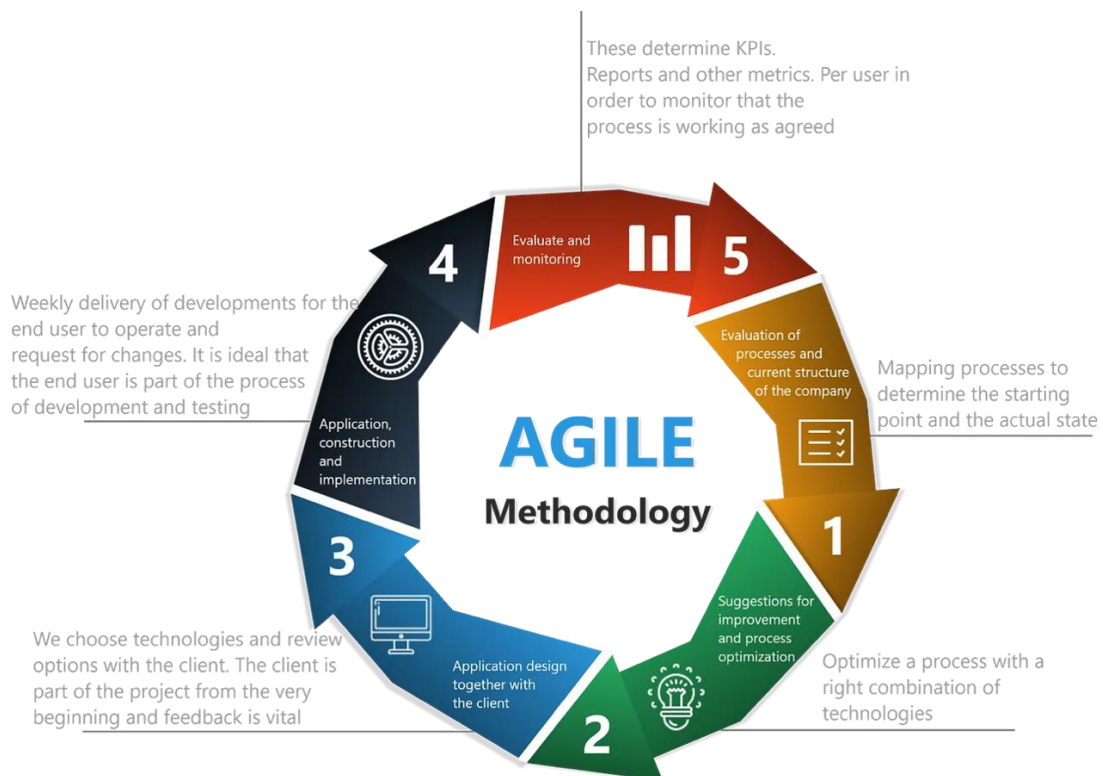 These determine KPIs.
Reports and other metrics. Per user in
order to monitor that the
process is working as agreed
5
Evaluate and
monitoring
Evaluation of
processes and
current structure
of the company
1
Mapping processes to
determine the starting
point and the actual state
Suggestions for
improvement
and process
optimization
2
Optimize a process with a
right combination of
technologies
Application design
together with
the client
3
We choose technologies and review
options with the client. The client is
part of the project from the very
beginning and feedback is vital
Application,
construction
and
implementation
4
Weekly delivery of developments for the
end user to operate and
request for changes. It is ideal that
the end user is part of the process
of development and testing
AGILE
Methodology